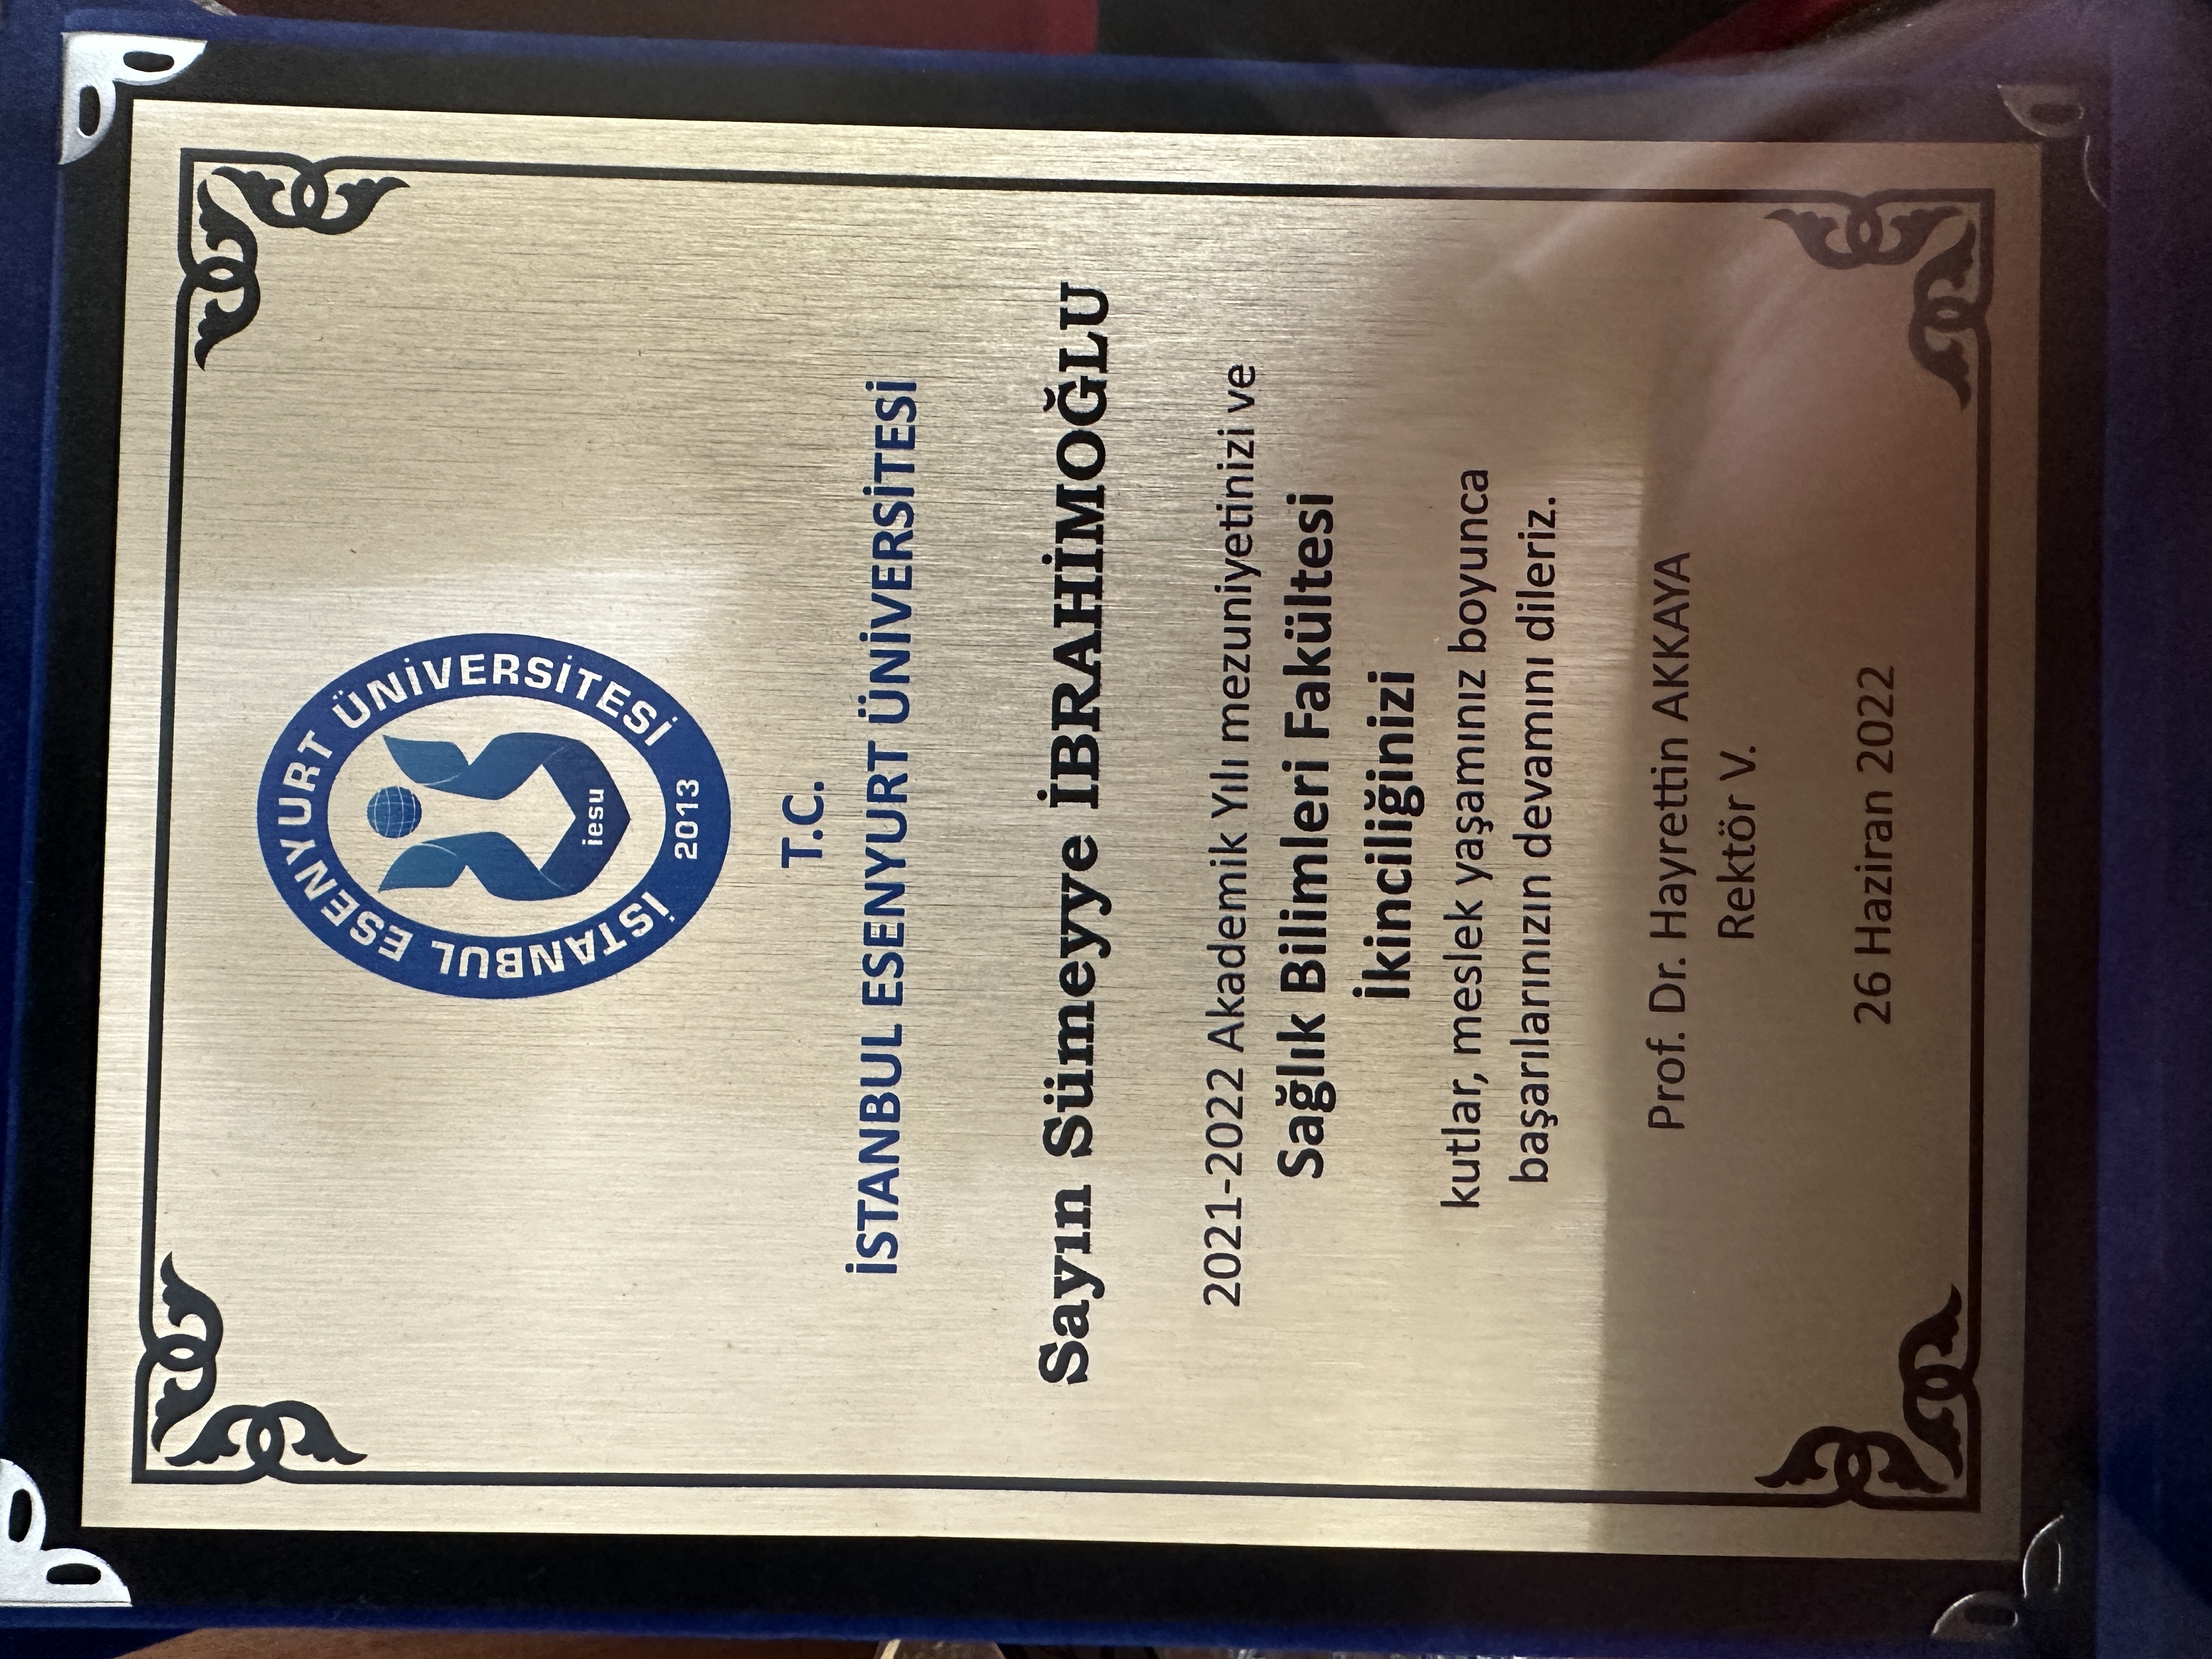 İSTANBUL ESENYURT ÜNİVERSİTESİ
iesu
2013
T.C.
İSTANBUL ESENYURT ÜNİVERSİTESİ
Sayın Sümeyye İBRAHİMOĞLU
2021-2022 Akademik Yılı mezuniyetinizi ve
Sağlık Bilimleri Fakültesi
İkinciliğinizi
kutlar, meslek yaşamınız boyunca
başarılarınızın devamını dileriz.
Prof. Dr. Hayrettin AKKAYA
Rektör V.
26 Haziran 2022